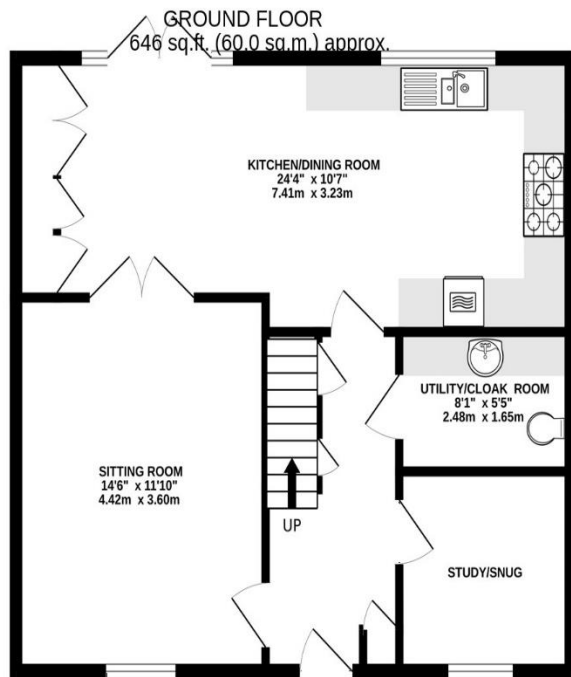 GROUND FLOOR
646 sq.ft. (60.0 sq.m.) approx.
KITCHEN/DINING ROOM
24'4" x 10'7"
7.41m x 3.23m
UTILITY/CLOAK ROOM
8'1" x 5'5"
2.48m x 1.65m
SITTING ROOM
14'6" x 11'10"
4.42m x 3.60m
UP
STUDY/SNUG